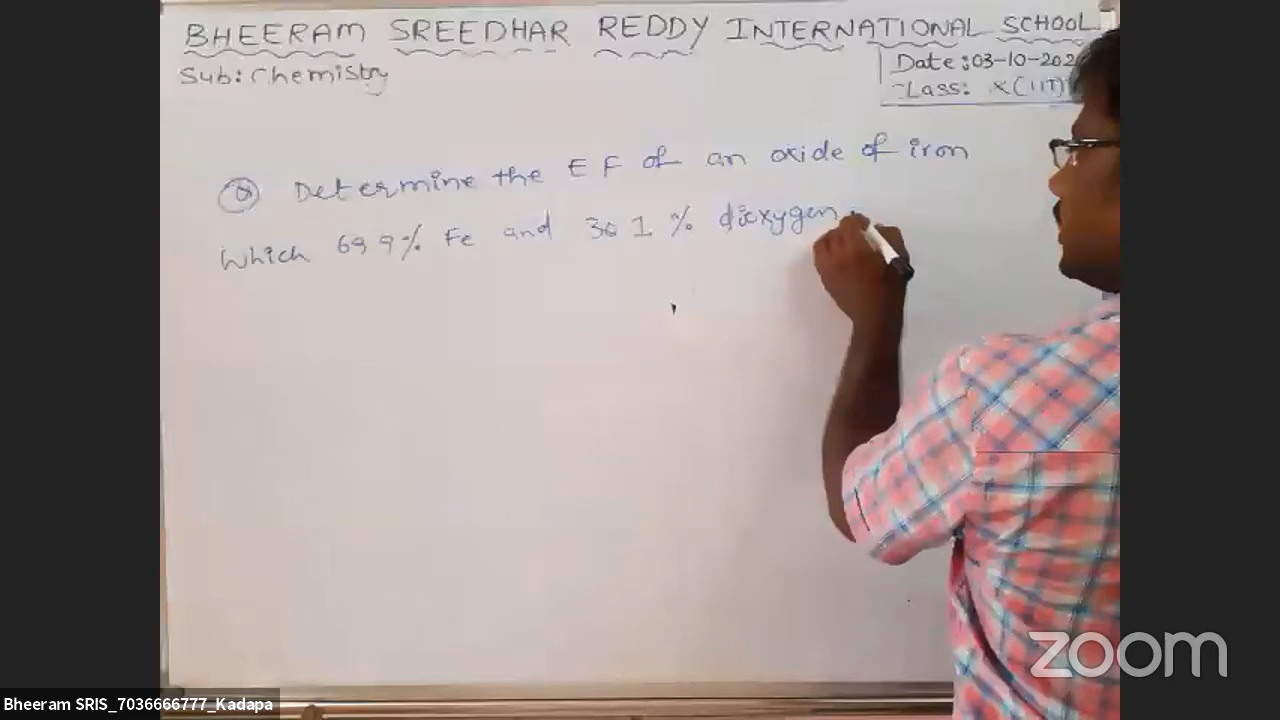 BHEERAM SREEDHAR REDDY INTERNATIONAL SCHOOL
Sub: Chemistry
Date: 03-10-202
Class: X(IIT)
Q Determine the EF of an oxide of iron
which 69 9% Fe and 30 1 % dioxygen
zoom
Bheeram SRIS_7036666777_Kadapa